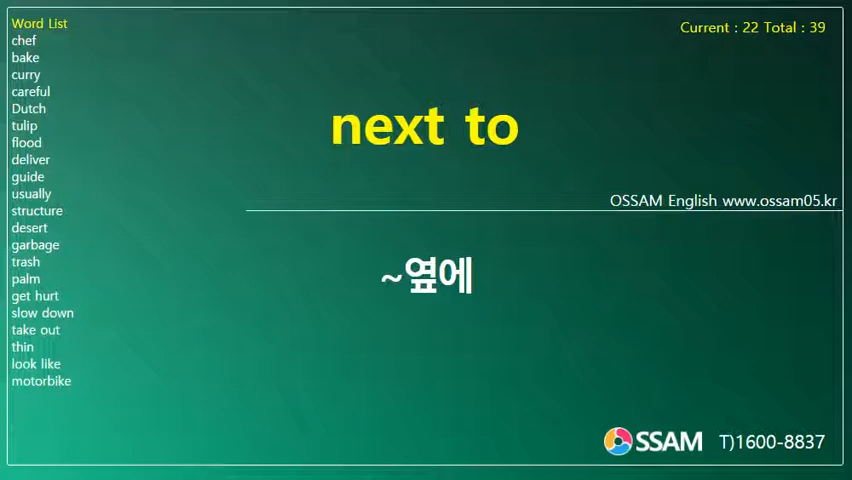 Word List
chef
bake
curry
careful
Dutch
tulip
flood
deliver
guide
usually
structure
desert
garbage
trash
palm
get hurt
slow down
take out
thin
look like
motorbike
Current : 22 Total : 39
next to
OSSAM English www.ossam05.kr
~옆에
OSSAM T)1600-8837